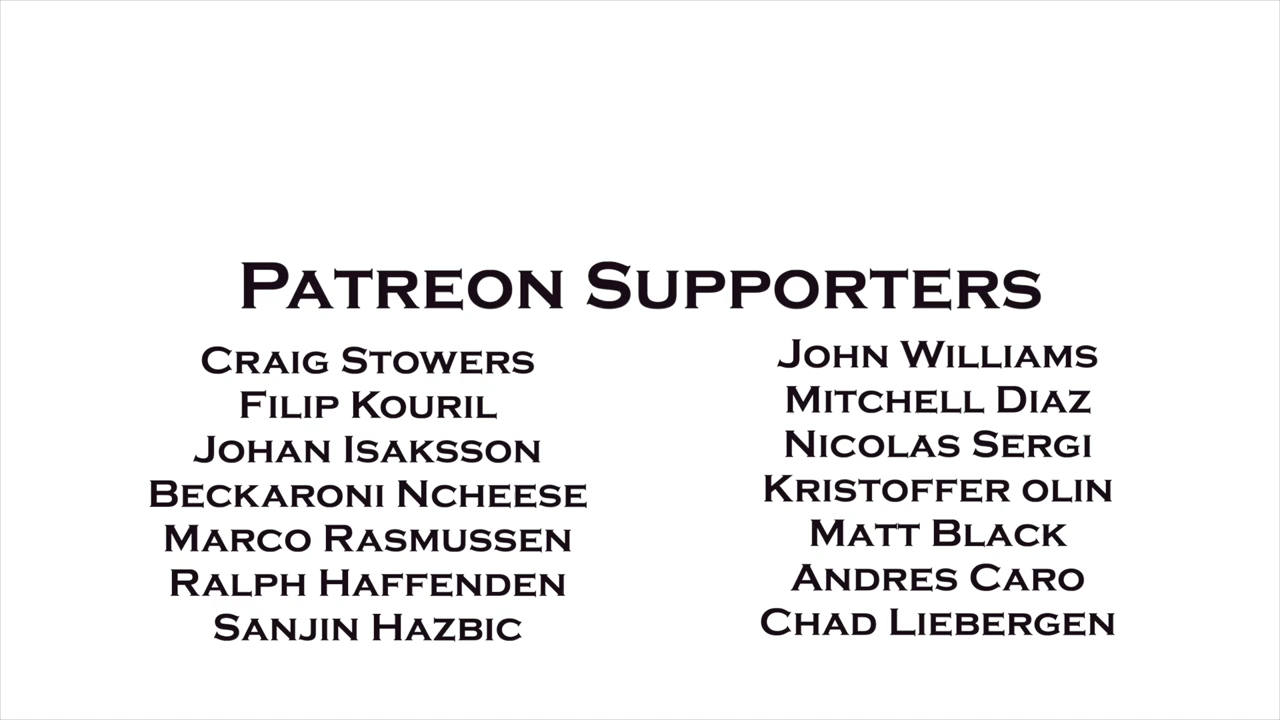 Patreon Supporters
Craig Stowers
Filip Kouril
Johan Isaksson
Beckaroni Ncheese
Marco Rasmussen
Ralph Haffenden
Sanjin Hazbic
John Williams
Mitchell Diaz
Nicolas Sergi
Kristoffer olin
Matt Black
Andres Caro
Chad Liebergen